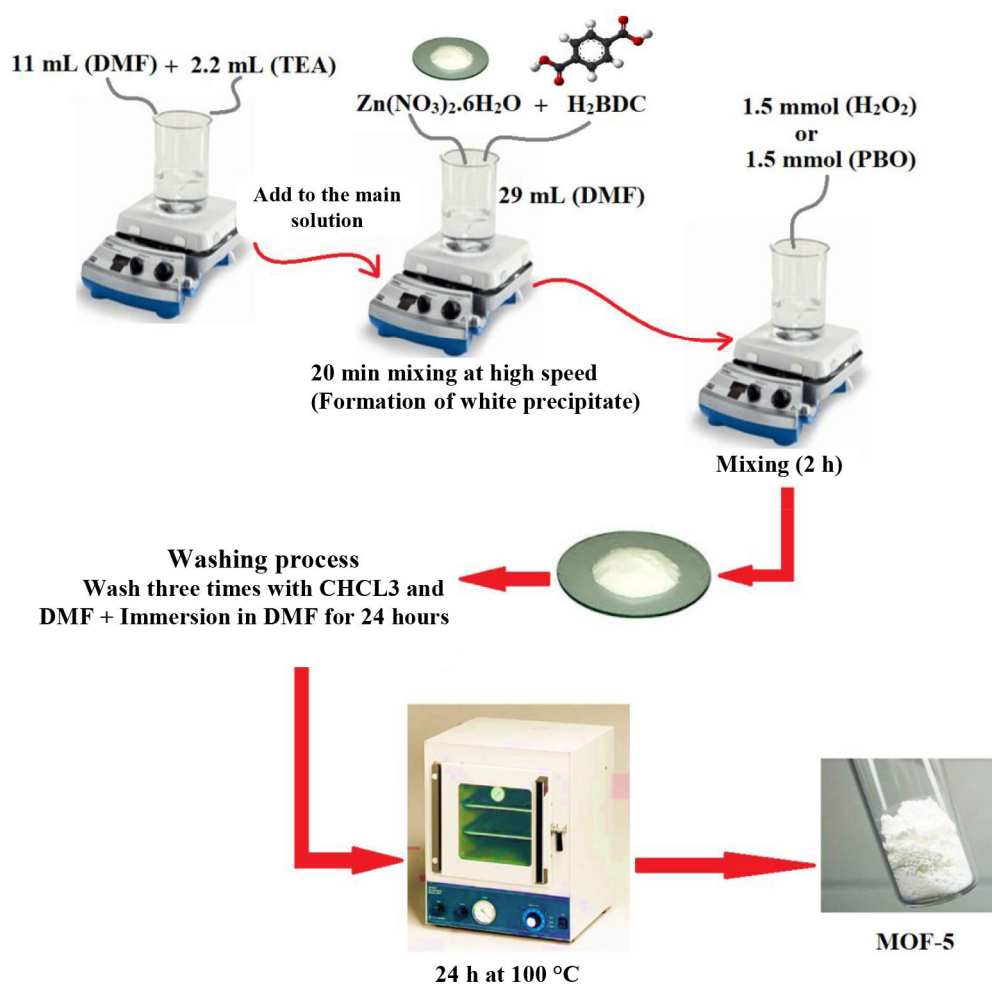 11 mL (DMF) + 2.2 mL (TEA)
Zn(NO₃)₂.6H₂O + H₂BDC
1.5 mmol (H₂O₂)
or
1.5 mmol (PBO)
29 mL (DMF)
Add to the main
solution
20 min mixing at high speed
(Formation of white precipitate)
Mixing (2 h)
Washing process
Wash three times with CHCL3 and
DMF + Immersion in DMF for 24 hours
24 h at 100 °C
MOF-5